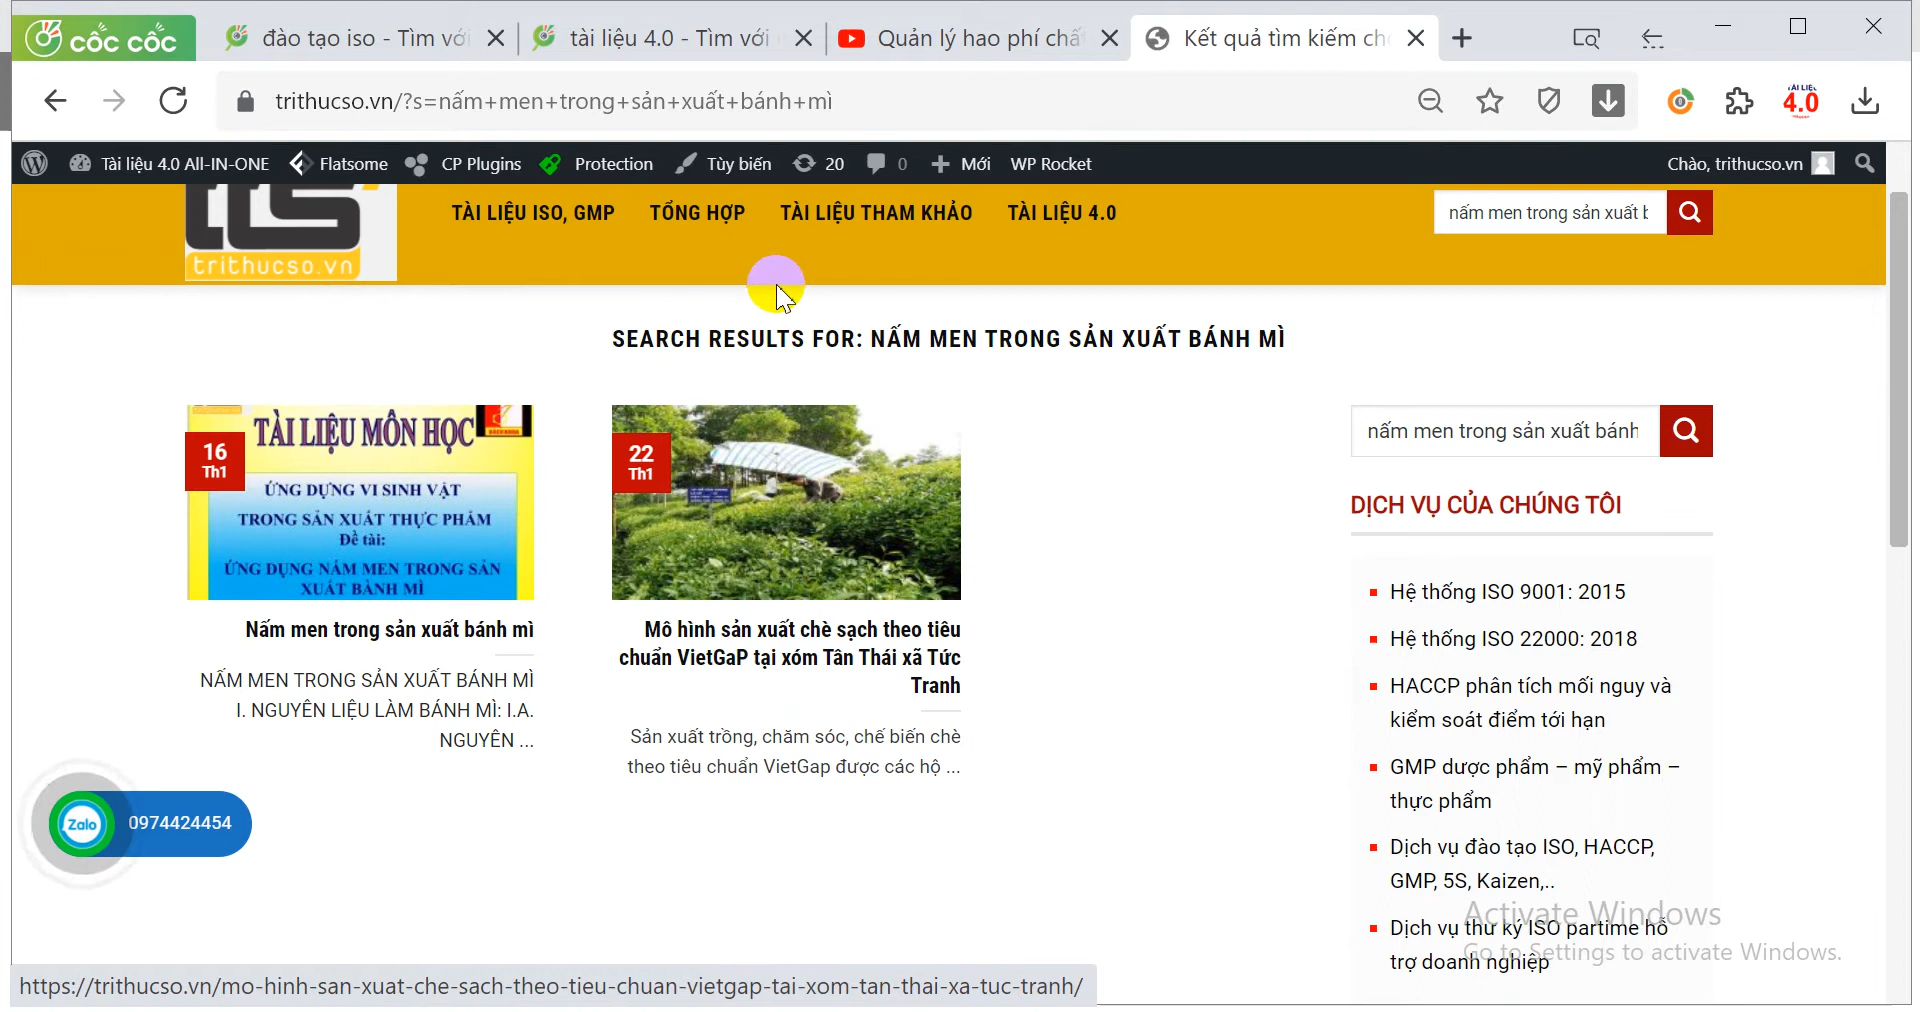 cốc cốc
đào tạo iso - Tìm với
tài liệu 4.0 - Tìm với
Quản lý hao phí chất
Kết quả tìm kiếm cho
trithucso.vn/?s=nấm+men+trong+sản+xuất+bánh+mì
4.0
Tài liệu 4.0 All-IN-ONE
Flatsome
CP Plugins
Protection
Tùy biến
20
0
Mới
WP Rocket
Chào, trithucso.vn
trithucso.vn
TÀI LIỆU ISO, GMP
TỔNG HỢP
TÀI LIỆU THAM KHẢO
TÀI LIỆU 4.0
nấm men trong sản xuất b
SEARCH RESULTS FOR: NẤM MEN TRONG SẢN XUẤT BÁNH MÌ
16
Th1
TÀI LIỆU MÔN HỌC
ỨNG DỰNG VI SINH VẬT
TRONG SẢN XUẤT THỰC PHẨM
Đề tài:
ỨNG DỤNG NẤM MEN TRONG SẢN
XUẤT BÀNH MÌ
Nấm men trong sản xuất bánh mì
NẤM MEN TRONG SẢN XUẤT BÁNH MÌ
I. NGUYÊN LIỆU LÀM BÁNH MÌ: I.A.
NGUYÊN ...
22
Th1
Mô hình sản xuất chè sạch theo tiêu
chuẩn VietGaP tại xóm Tân Thái xã Tức
Tranh
Sản xuất trồng, chăm sóc, chế biến chè
theo tiêu chuẩn VietGap được các hộ ...
nấm men trong sản xuất bánh
DỊCH VỤ CỦA CHÚNG TÔI
Hệ thống ISO 9001: 2015
Hệ thống ISO 22000: 2018
HACCP phân tích mối nguy và
kiểm soát điểm tới hạn
GMP dược phẩm – mỹ phẩm –
thực phẩm
Dịch vụ đào tạo ISO, HACCP,
GMP, 5S, Kaizen,..
Dịch vụ thư ký ISO partime hỗ
trợ doanh nghiệp
Zalo
0974424454
Activate Windows
Go to Settings to activate Windows.
https://trithucso.vn/mo-hinh-san-xuat-che-sach-theo-tieu-chuan-vietgap-tai-xom-tan-thai-xa-tuc-tranh/